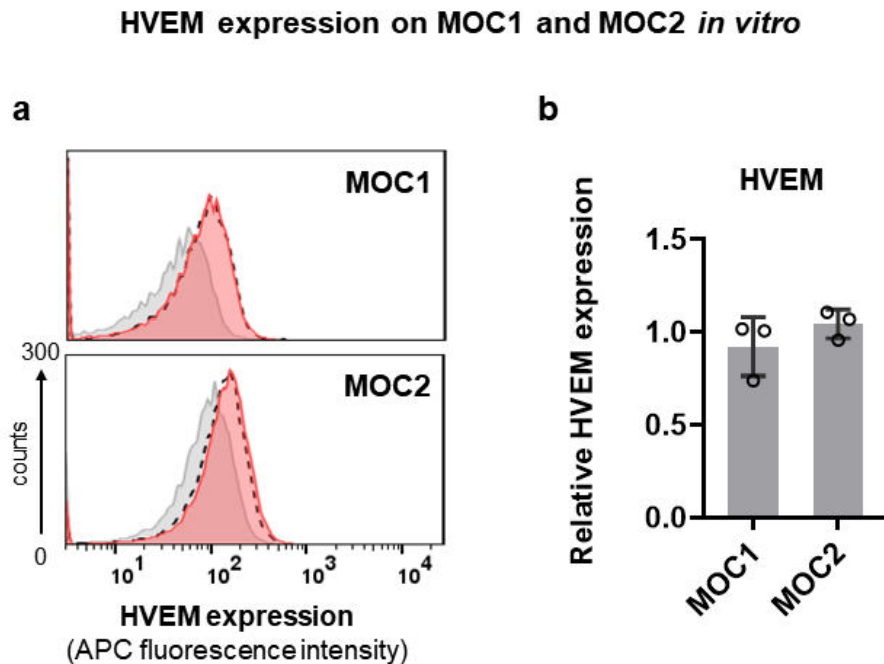 HVEM expression on MOC1 and MOC2 in vitro
a
MOC1
300
MOC2
counts
0
10¹ 10² 10³ 10⁴
HVEM expression
(APC fluorescence intensity)
b
HVEM
Relative HVEM expression
1.5
1.0
0.5
0.0
MOC1
MOC2